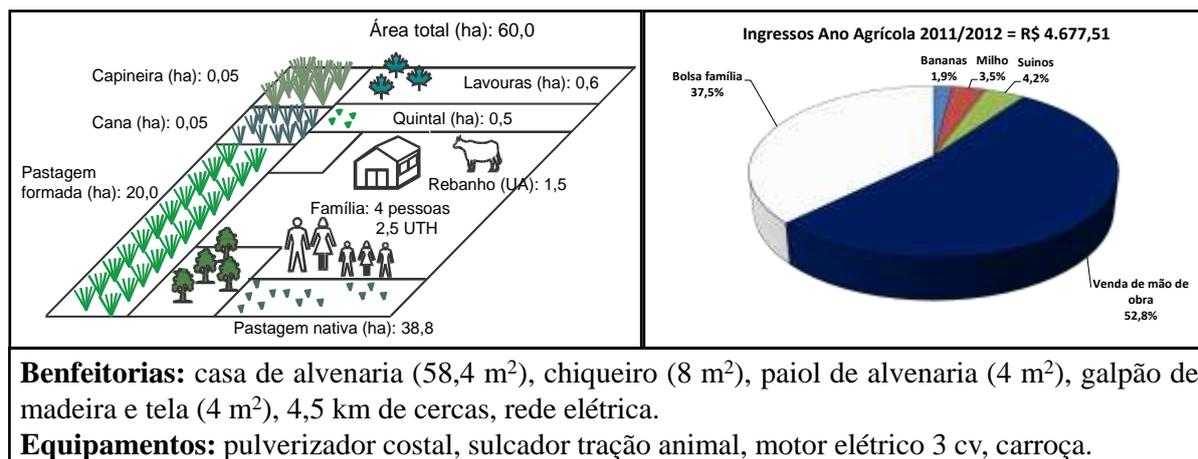 Área total (ha): 60,0
Capineira (ha): 0,05
Lavouras (ha): 0,6
Cana (ha): 0,05
Quintal (ha): 0,5
Pastagem
formada (ha): 20,0
Rebanho (UA): 1,5
Família: 4 pessoas
2,5 UTH
Pastagem nativa (ha): 38,8
Ingressos Ano Agrícola 2011/2012 = R$ 4.677,51
Bananas
1,9%
Milho
3,5%
Suinos
4,2%
Bolsa família
37,5%
Venda de mão de
obra
52,8%
Benfeitorias: casa de alvenaria (58,4 m²), chiqueiro (8 m²), paiol de alvenaria (4 m²), galpão de
madeira e tela (4 m²), 4,5 km de cercas, rede elétrica.
Equipamentos: pulverizador costal, sulcador tração animal, motor elétrico 3 cv, carroça.